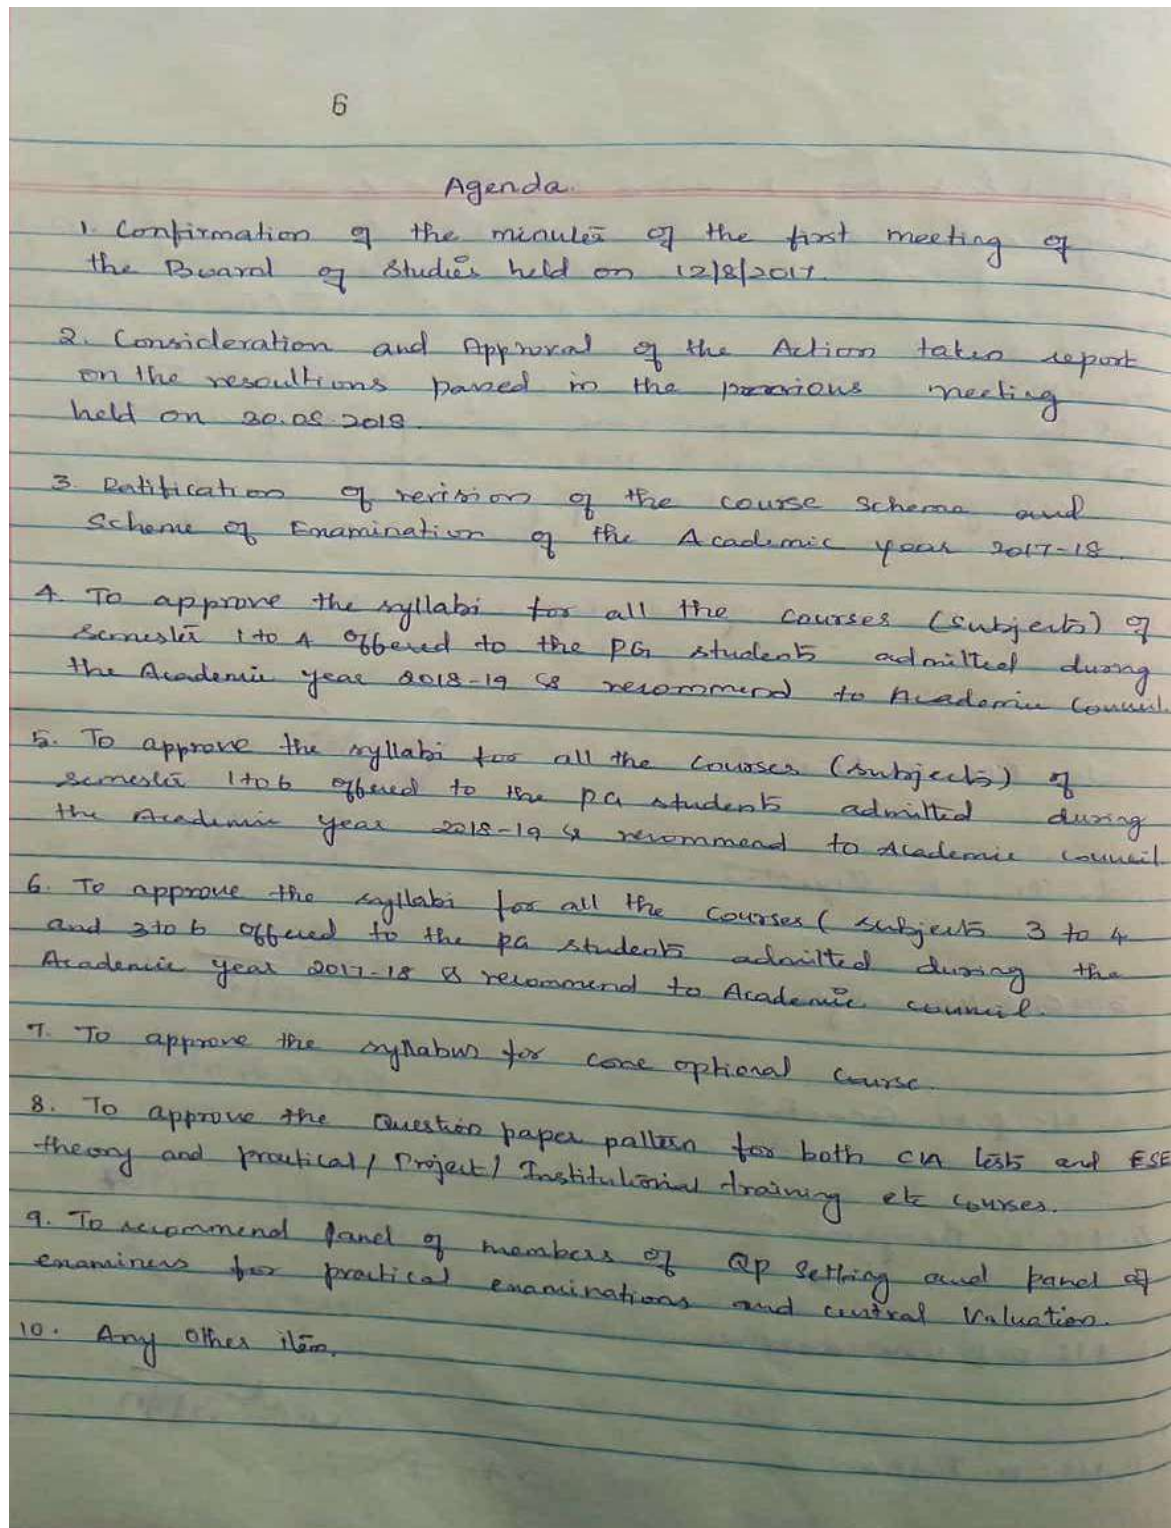 6
Agenda.
1. Confirmation of the minutes of the first meeting of
the Board of Studies held on 12/8/2017.
2. Consideration and Approval of the Action taken report
on the resoultions passed in the previous meeting
held on 30.08.2018.
3. Ratification of revision of the course scheme and
Scheme of Examination of the Academic year 2017-18.
4. To approve the syllabi for all the courses (subjects) of
semester 1 to 4 offered to the PG students admitted during
the Academic year 2018-19 & recommend to Academic Council.
5. To approve the syllabi for all the courses (subjects) of
semester 1 to 6 offered to the PG students admitted during
the Academic year 2018-19 & recommend to Academic council
6. To approve the syllabi for all the courses ( subjects 3 to 4
and 3 to 6 offered to the PG students admitted during the
Academic year 2017-18 & recommend to Academic council.
7. To approve the syllabus for core optional course.
8. To approve the Question paper pattern for both CIA tests and ESE
theory and practical / Project / Institutional training etc courses.
9. To recommend panel of members of QP Setting and panel of
examiners for practical examinations and central valuation.
10. Any other item.